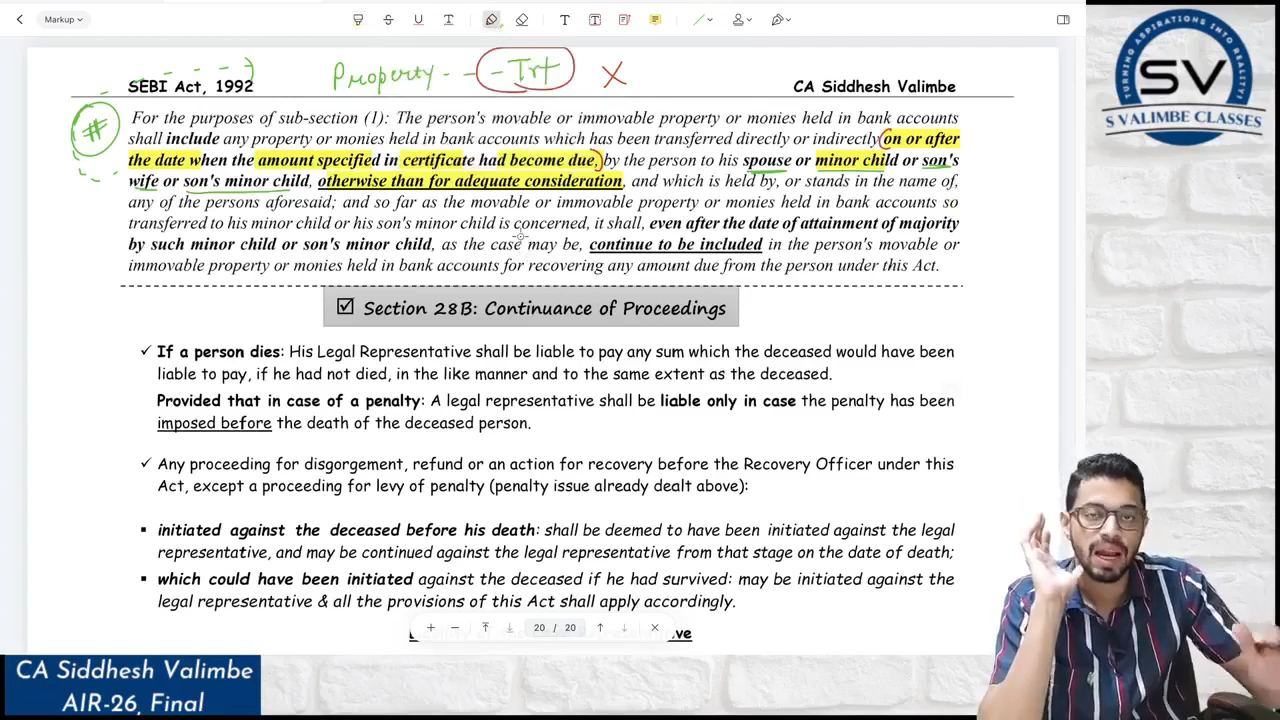 Markup
SEBI Act, 1992
Property - - Trf
CA Siddhesh Valimbe
#
For the purposes of sub-section (1): The person's movable or immovable property or monies held in bank accounts
shall include any property or monies held in bank accounts which has been transferred directly or indirectly on or after
the date when the amount specified in certificate had become due, by the person to his spouse or minor child or son's
wife or son's minor child, otherwise than for adequate consideration, and which is held by, or stands in the name of,
any of the persons aforesaid; and so far as the movable or immovable property or monies held in bank accounts so
transferred to his minor child or his son's minor child is concerned, it shall, even after the date of attainment of majority
by such minor child or son's minor child, as the case may be, continue to be included in the person's movable or
immovable property or monies held in bank accounts for recovering any amount due from the person under this Act.
Section 28B: Continuance of Proceedings
✓ If a person dies: His Legal Representative shall be liable to pay any sum which the deceased would have been
liable to pay, if he had not died, in the like manner and to the same extent as the deceased.
Provided that in case of a penalty: A legal representative shall be liable only in case the penalty has been
imposed before the death of the deceased person.
✓ Any proceeding for disgorgement, refund or an action for recovery before the Recovery Officer under this
Act, except a proceeding for levy of penalty (penalty issue already dealt above):
▪ initiated against the deceased before his death: shall be deemed to have been initiated against the legal
representative, and may be continued against the legal representative from that stage on the date of death;
▪ which could have been initiated against the deceased if he had survived: may be initiated against the
legal representative & all the provisions of this Act shall apply accordingly.
20 / 20
TURNING ASPIRATIONS INTO REALITY!
SV
S VALIMBE CLASSES
CA Siddhesh Valimbe
AIR-26, Final